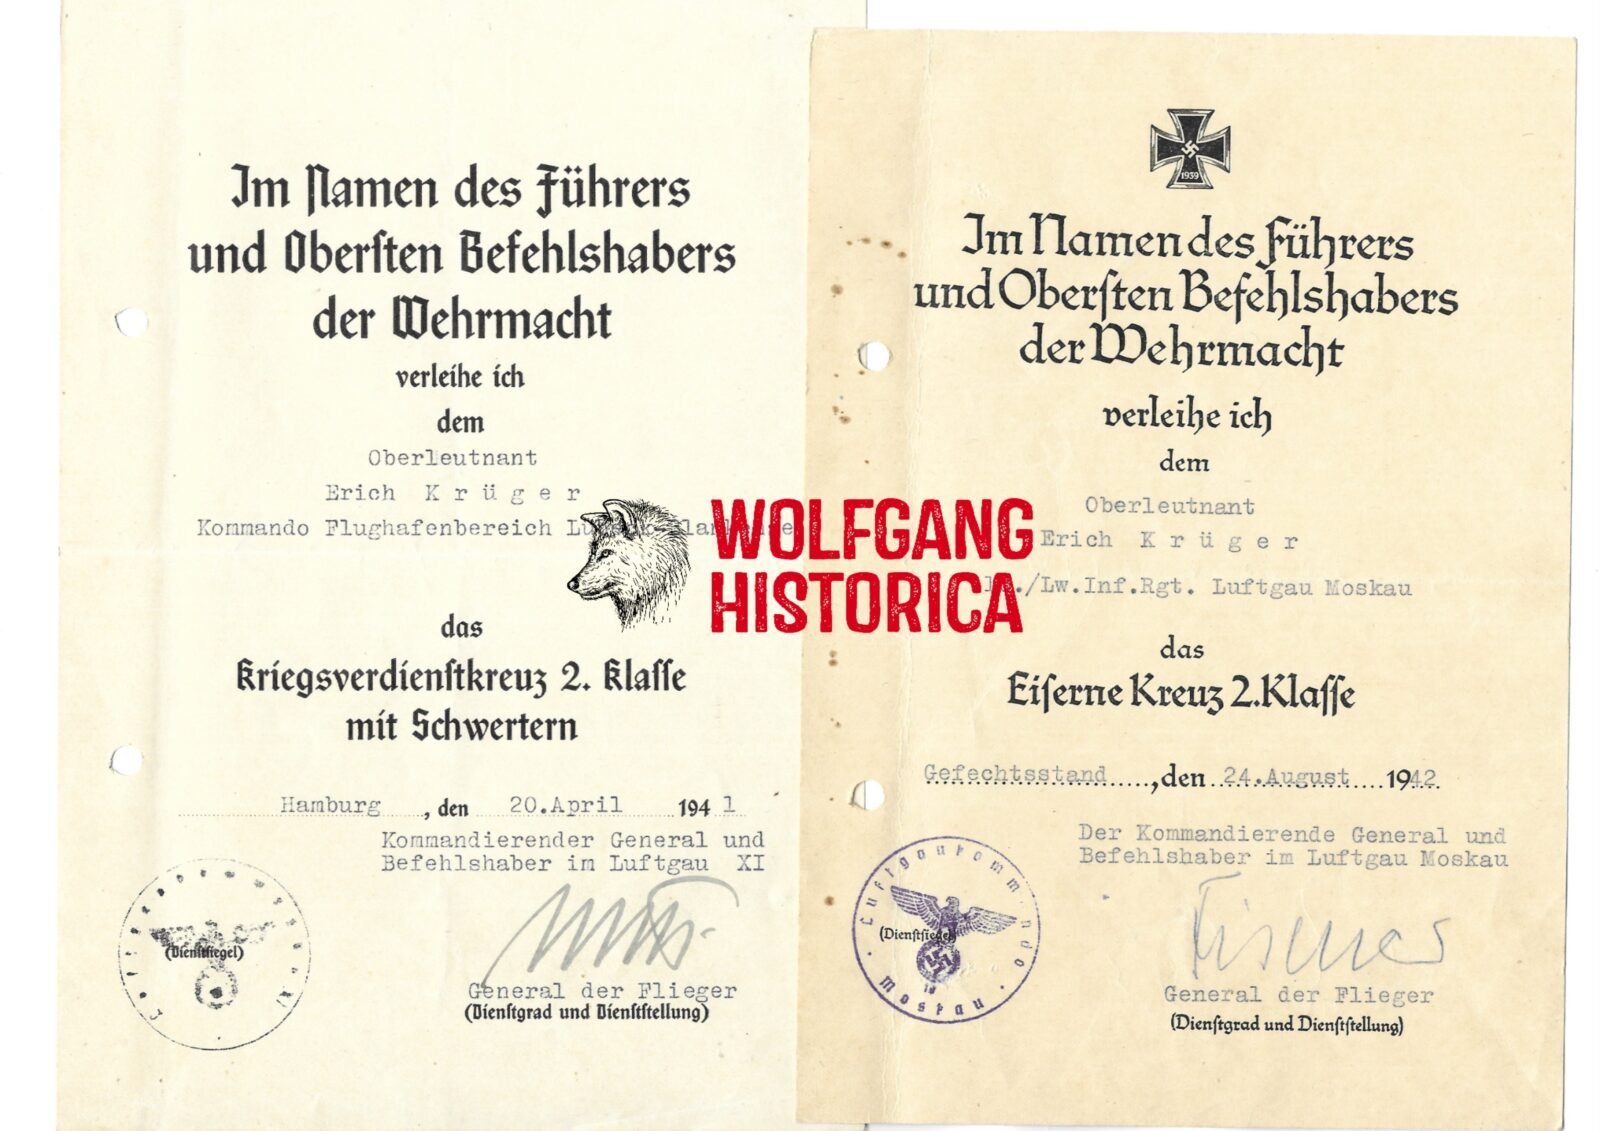 Im Namen des Führers
und Obersten Befehlshabers
der Wehrmacht
verleihe ich
dem
Oberleutnant
Erich Krüger
Kommando Flughafenbereich
das
Kriegsverdienstkreuz 2. Klasse
mit Schwertern
Hamburg, den 20.April 1941
Kommandierender General und
Befehlshaber im Luftgau XI
(Dienstsiegel)
General der Flieger
(Dienstgrad und Dienststellung)
WOLFGANG
HISTORICA
1939
Im Namen des Führers
und Obersten Befehlshabers
der Wehrmacht
verleihe ich
dem
Oberleutnant
Erich Krüger
/Lw.Inf.Rgt. Luftgau Moskau
das
Eiserne Kreuz 2. Klasse
Gefechtsstand, den 24.August 1942
Der Kommandierende General und
Befehlshaber im Luftgau Moskau
Luftgaukommando
Moskau
(Dienstsiegel)
Fischer
General der Flieger
(Dienstgrad und Dienststellung)